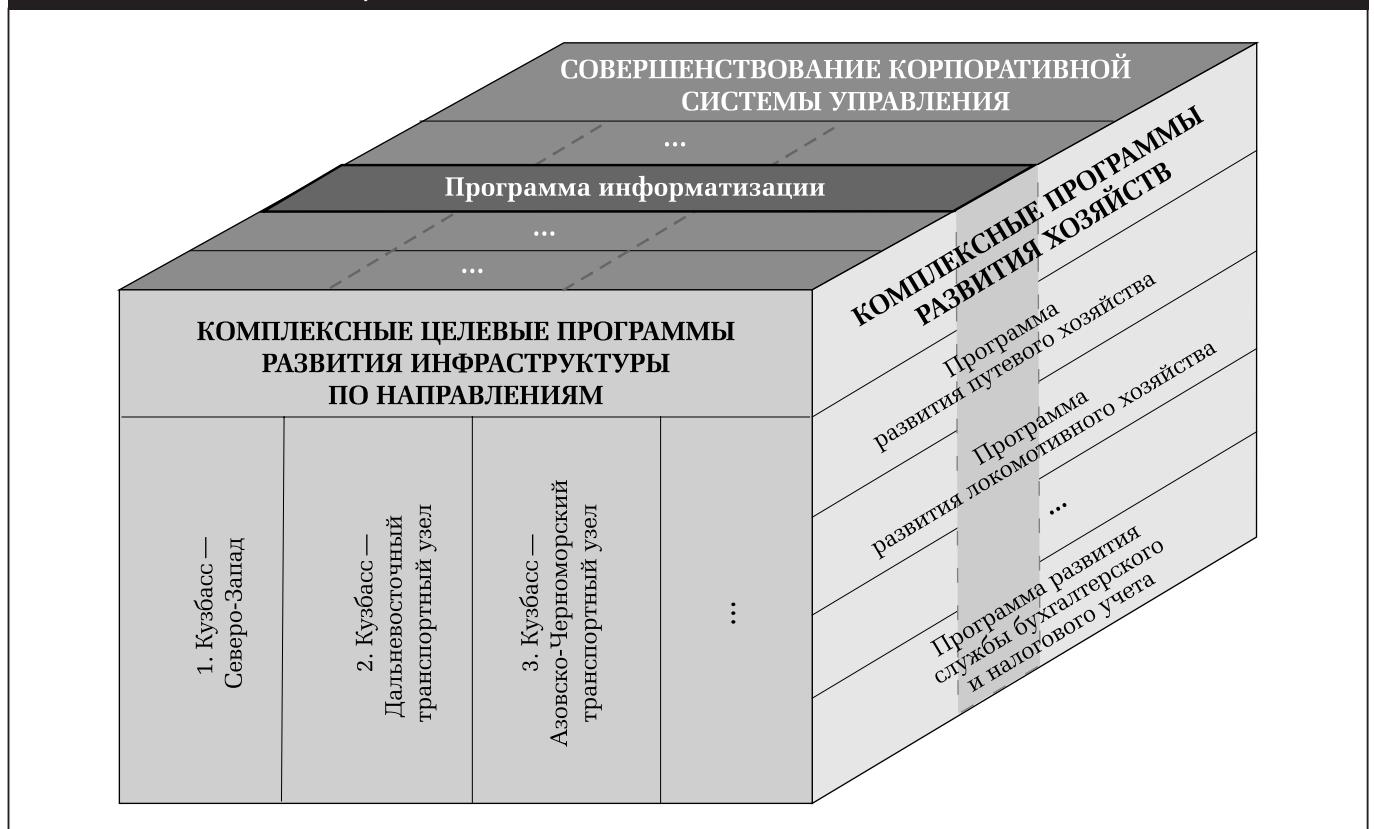 СОВЕРШЕНСТВОВАНИЕ КОРПОРАТИВНОЙ
СИСТЕМЫ УПРАВЛЕНИЯ
...
Программа информатизации
...
...
КОМПЛЕКСНЫЕ ЦЕЛЕВЫЕ ПРОГРАММЫ
РАЗВИТИЯ ИНФРАСТРУКТУРЫ
ПО НАПРАВЛЕНИЯМ
1. Кузбасс —
Северо-Запад
2. Кузбасс —
Дальневосточный
транспортный узел
3. Кузбасс —
Азовско-Черноморский
транспортный узел
...
КОМПЛЕКСНЫЕ ПРОГРАММЫ
РАЗВИТИЯ ХОЗЯЙСТВ
Программа
развития путевого хозяйства
Программа
развития локомотивного хозяйства
...
Программа развития
службы бухгалтерского
и налогового учета